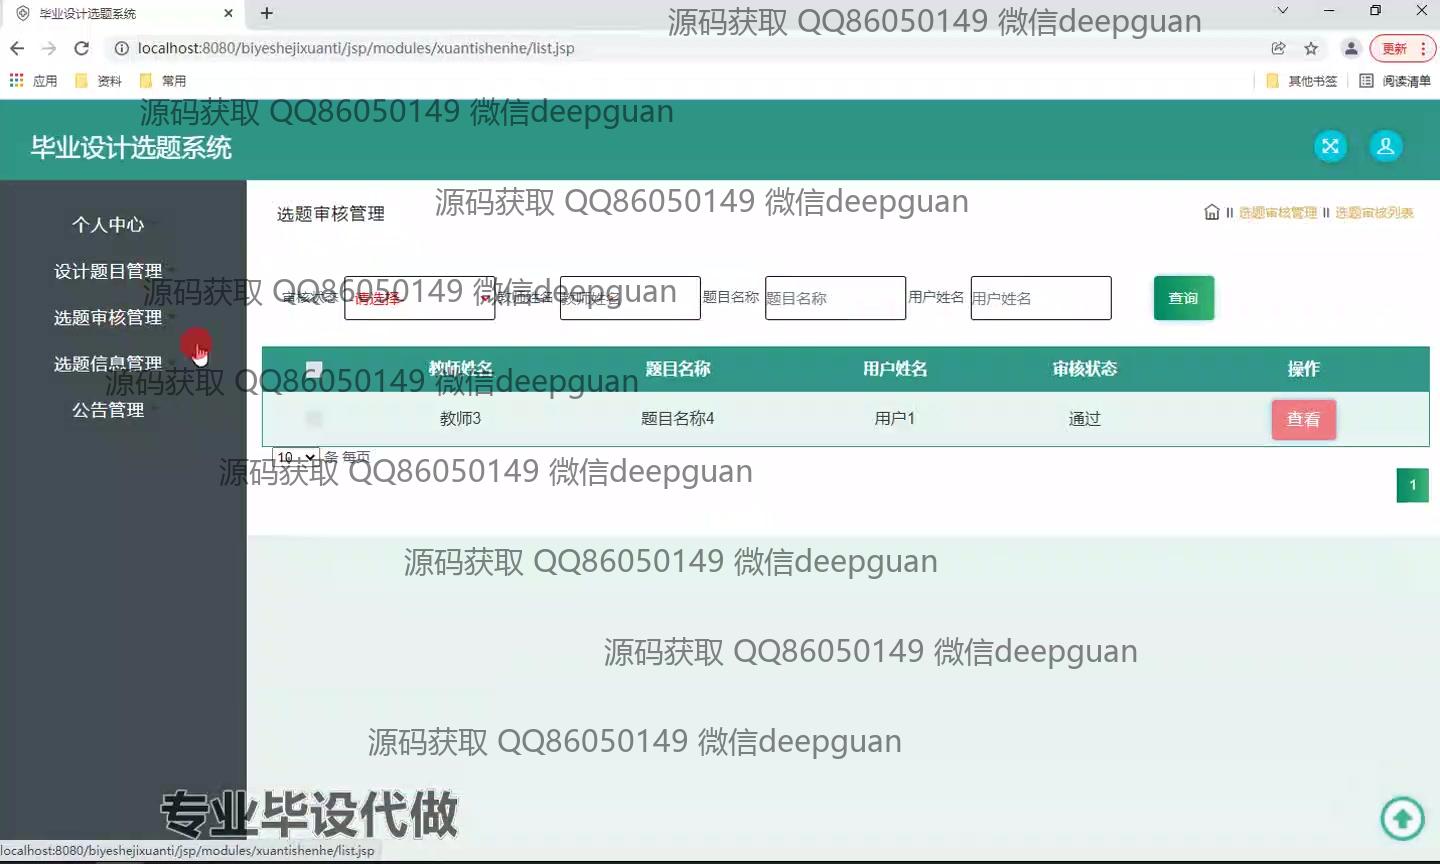 毕业设计选题系统
源码获取 QQ86050149 微信deepguan
localhost:8080/biyeshejixuanti/jsp/modules/xuantishenhe/list.jsp
更新
应用 资料 常用
其他书签 阅读清单
源码获取 QQ86050149 微信deepguan
毕业设计选题系统
个人中心
设计题目管理
选题审核管理
选题信息管理
公告管理
选题审核管理
源码获取 QQ86050149 微信deepguan
选题审核管理 选题审核列表
源码获取 QQ86050149 微信deepguan
审核状态 请选择 教师姓名 教师姓名 题目名称 题目名称 用户姓名 用户姓名 查询
教师姓名 题目名称 用户姓名 审核状态 操作
源码获取 QQ86050149 微信deepguan
教师3 题目名称4 用户1 通过 查看
10 条 每页
源码获取 QQ86050149 微信deepguan
1
源码获取 QQ86050149 微信deepguan
源码获取 QQ86050149 微信deepguan
源码获取 QQ86050149 微信deepguan
专业毕设代做
localhost:8080/biyeshejixuanti/jsp/modules/xuantishenhe/list.jsp